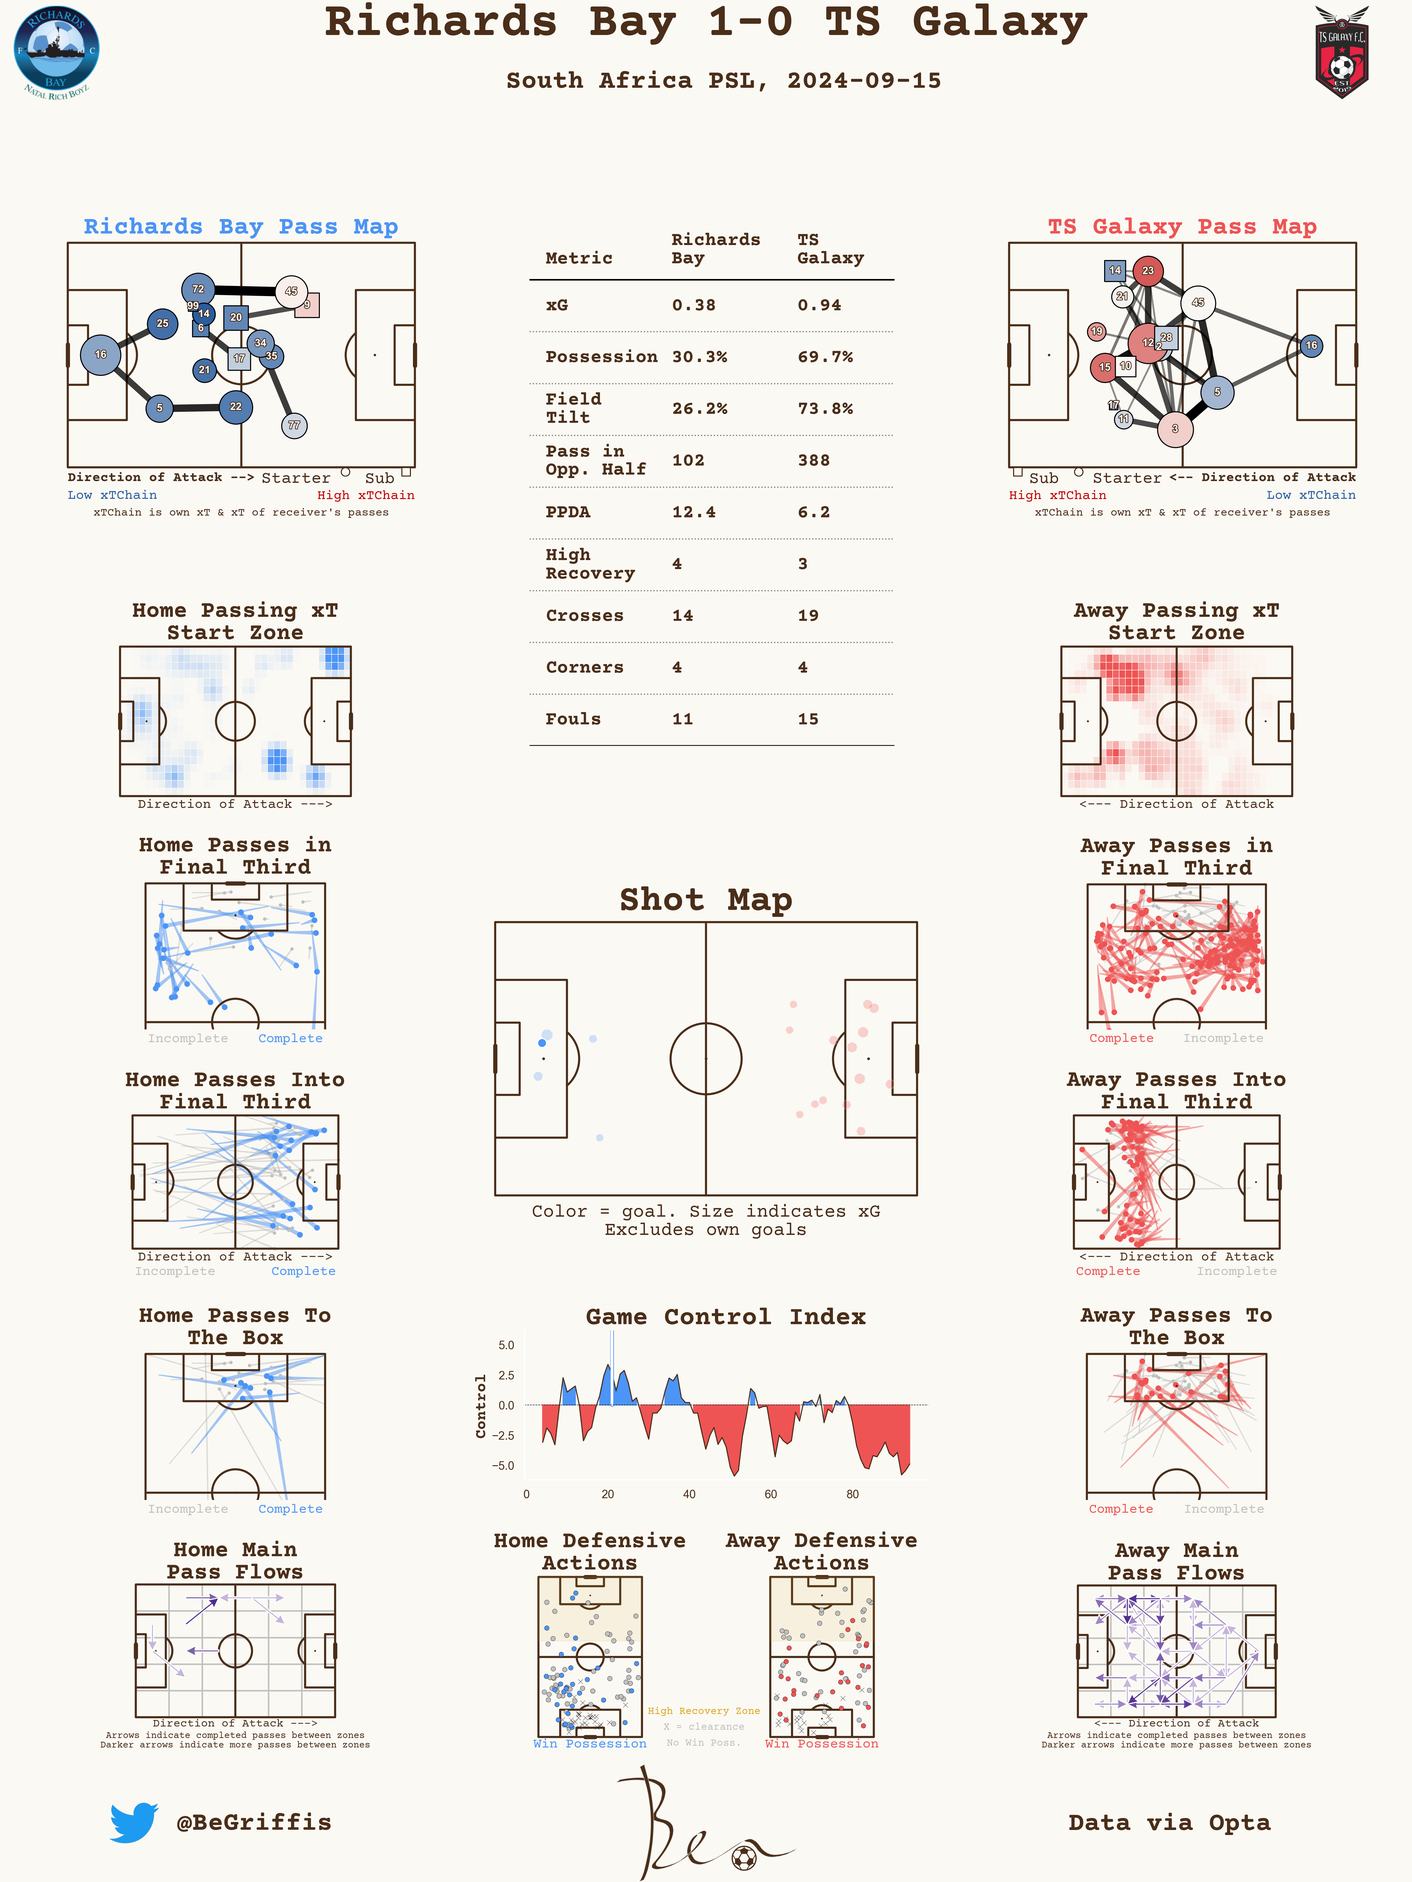 Richards Bay 1-0 TS Galaxy
South Africa PSL, 2024-09-15
RICHARDS
F C
BAY
NATAL RICH BOYZ
TS GALAXY F.C.
EST
2015
Richards Bay Pass Map
72
45
9
99
14
6
20
25
34
35
16
17
21
5
22
77
Direction of Attack --> Starter Sub
Low xTChain High xTChain
xTChain is own xT & xT of receiver's passes
Metric Richards Bay TS Galaxy
xG 0.38 0.94
Possession 30.3% 69.7%
Field Tilt 26.2% 73.8%
Pass in Opp. Half 102 388
PPDA 12.4 6.2
High Recovery 4 3
Crosses 14 19
Corners 4 4
Fouls 11 15
TS Galaxy Pass Map
14
23
21
45
19
12
2
28
16
15
10
5
17
11
3
Sub Starter <-- Direction of Attack
High xTChain Low xTChain
xTChain is own xT & xT of receiver's passes
Home Passing xT
Start Zone
Direction of Attack --->
Away Passing xT
Start Zone
<--- Direction of Attack
Home Passes in
Final Third
Incomplete Complete
Away Passes in
Final Third
Complete Incomplete
Shot Map
Color = goal. Size indicates xG
Excludes own goals
Home Passes Into
Final Third
Direction of Attack --->
Incomplete Complete
Away Passes Into
Final Third
<--- Direction of Attack
Complete Incomplete
Home Passes To
The Box
Incomplete Complete
Game Control Index
Control
5.0
2.5
0.0
−2.5
−5.0
0 20 40 60 80
Away Passes To
The Box
Complete Incomplete
Home Main
Pass Flows
Direction of Attack --->
Arrows indicate completed passes between zones
Darker arrows indicate more passes between zones
Home Defensive
Actions
Win Possession
High Recovery Zone
X = clearance
No Win Poss.
Away Defensive
Actions
Win Possession
Away Main
Pass Flows
<--- Direction of Attack
Arrows indicate completed passes between zones
Darker arrows indicate more passes between zones
@BeGriffis
Ben
Data via Opta